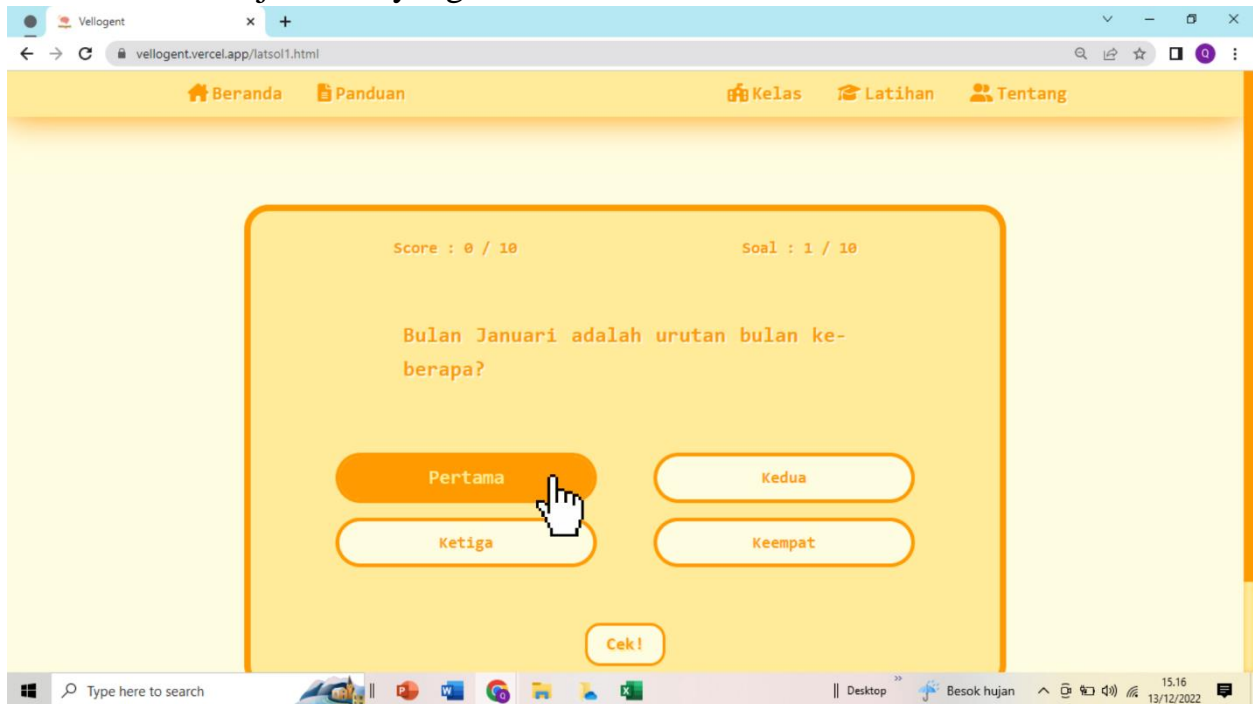 Vellogent
vellogent.vercel.app/latsol1.html
Q
Beranda Panduan Kelas Latihan Tentang
Score : 0 / 10 Soal : 1 / 10
Bulan Januari adalah urutan bulan ke-
berapa?
Pertama Kedua
Ketiga Keempat
Cek!
Type here to search Desktop Besok hujan 15.16
13/12/2022